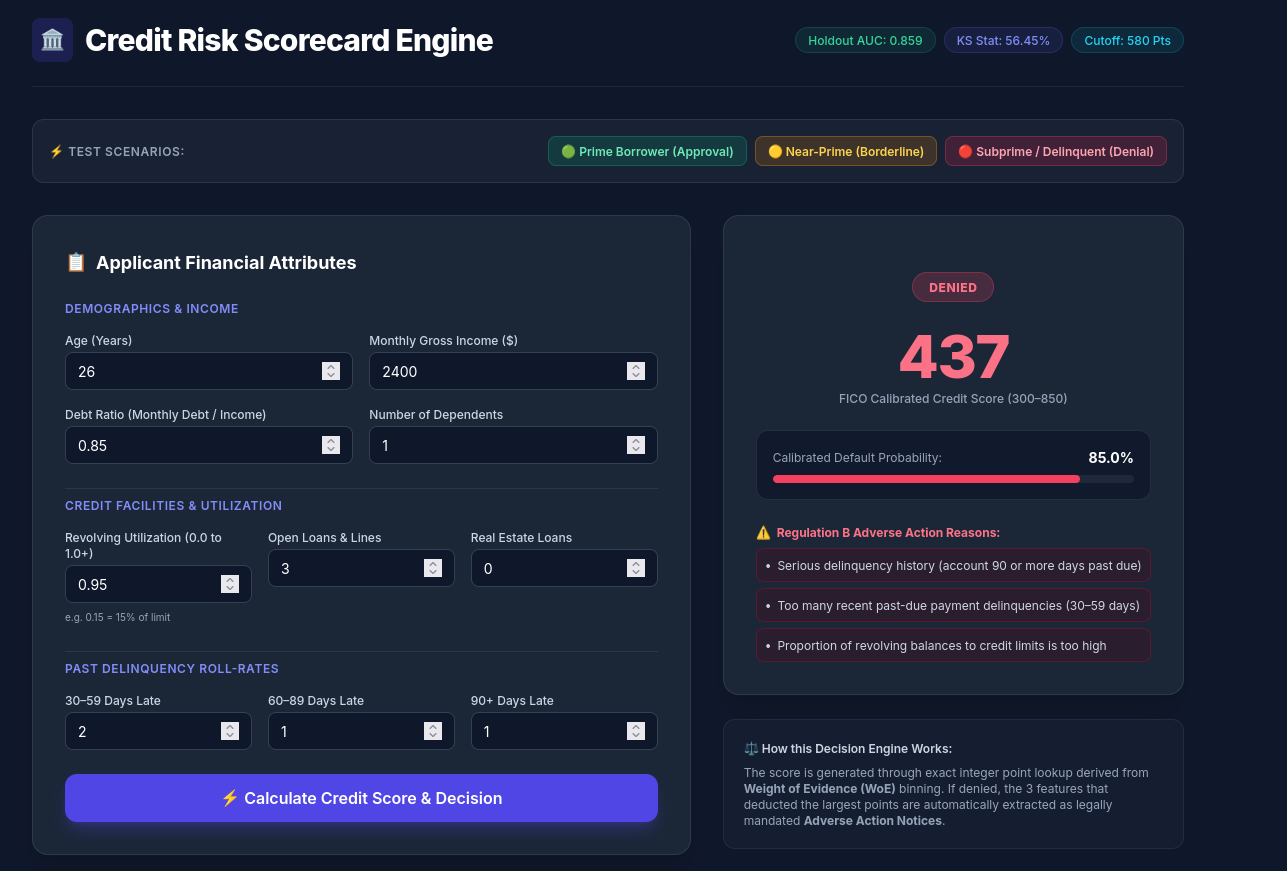 🏛️ Credit Risk Scorecard Engine
Holdout AUC: 0.859
KS Stat: 56.45%
Cutoff: 580 Pts
⚡ TEST SCENARIOS:
🟢 Prime Borrower (Approval)
🟡 Near-Prime (Borderline)
🔴 Subprime / Delinquent (Denial)
📋 Applicant Financial Attributes
DEMOGRAPHICS & INCOME
Age (Years)
26
Monthly Gross Income ($)
2400
Debt Ratio (Monthly Debt / Income)
0.85
Number of Dependents
1
CREDIT FACILITIES & UTILIZATION
Revolving Utilization (0.0 to
1.0+)
0.95
e.g. 0.15 = 15% of limit
Open Loans & Lines
3
Real Estate Loans
0
PAST DELINQUENCY ROLL-RATES
30–59 Days Late
2
60–89 Days Late
1
90+ Days Late
1
⚡ Calculate Credit Score & Decision
DENIED
437
FICO Calibrated Credit Score (300–850)
Calibrated Default Probability:
85.0%
⚠️ Regulation B Adverse Action Reasons:
• Serious delinquency history (account 90 or more days past due)
• Too many recent past-due payment delinquencies (30–59 days)
• Proportion of revolving balances to credit limits is too high
⚖️ How this Decision Engine Works:
The score is generated through exact integer point lookup derived from
Weight of Evidence (WoE) binning. If denied, the 3 features that
deducted the largest points are automatically extracted as legally
mandated Adverse Action Notices.